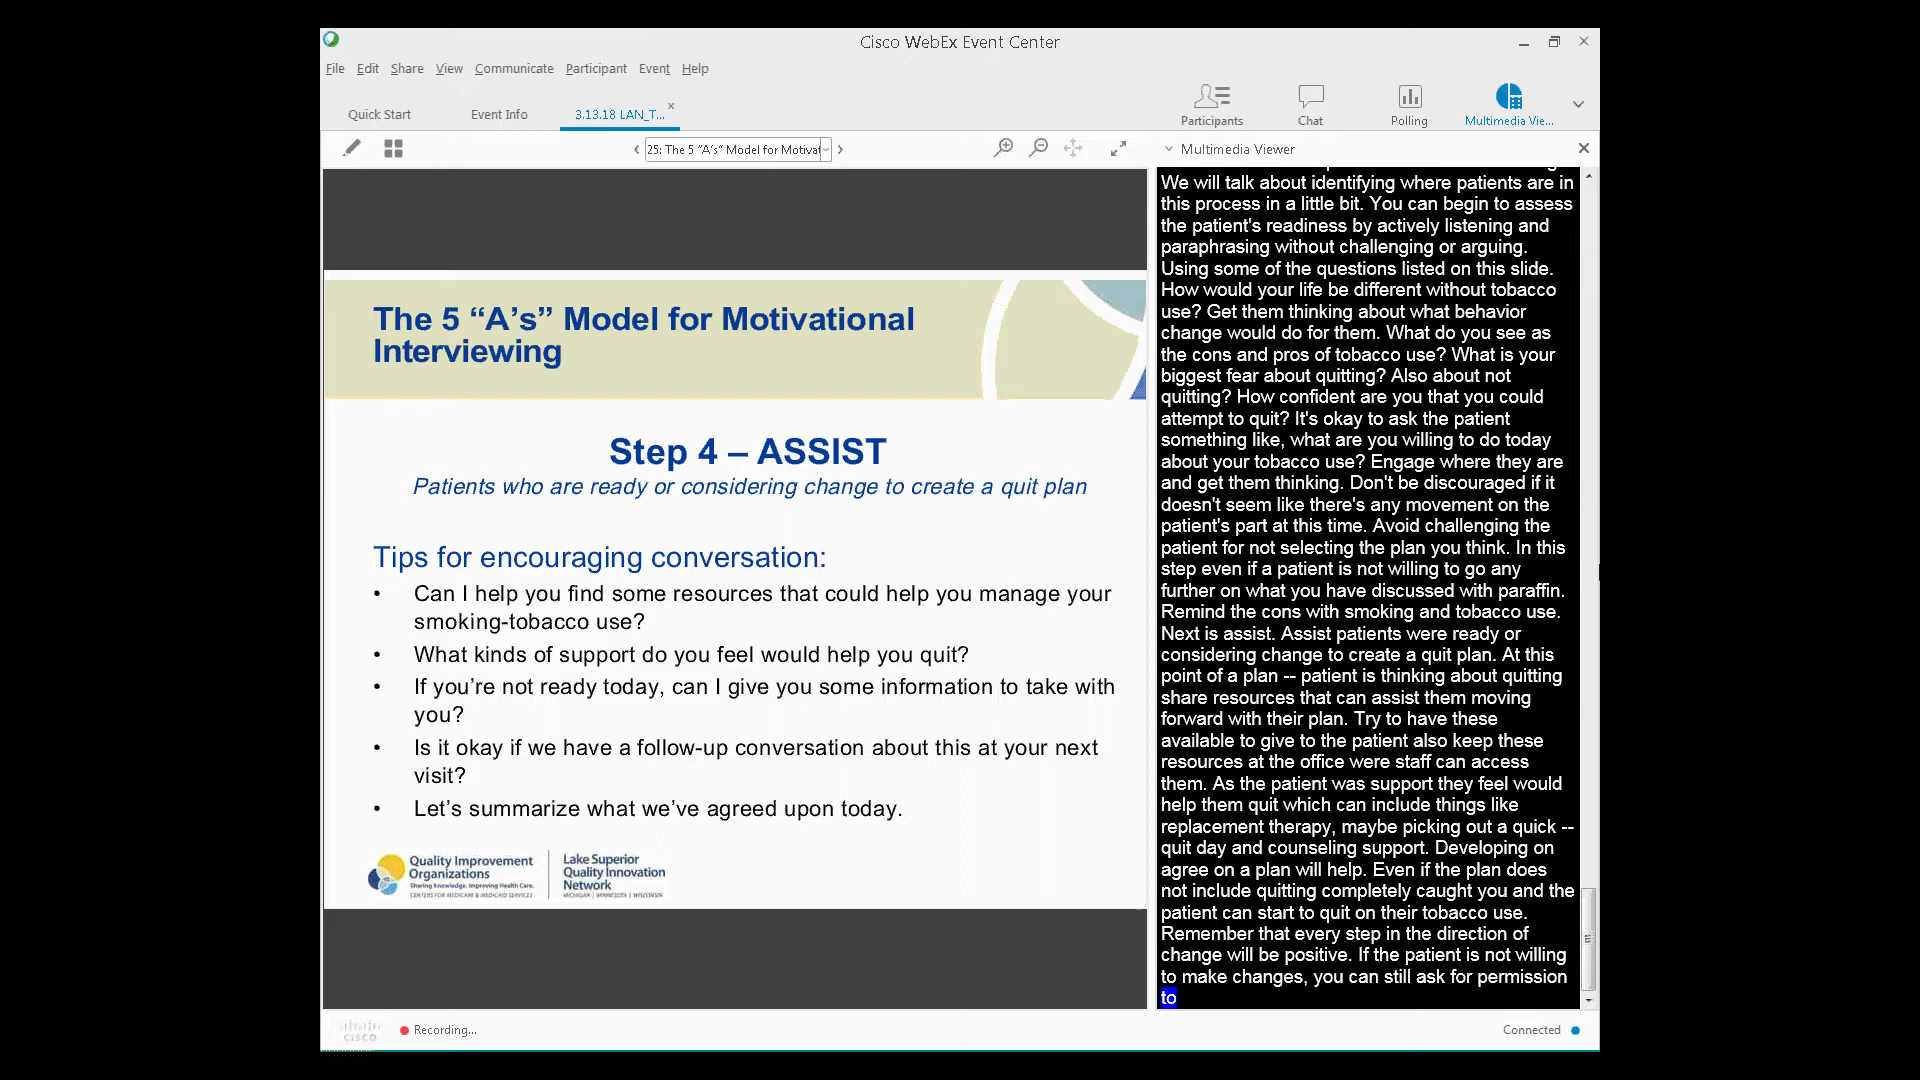 Cisco WebEx Event Center
File Edit Share View Communicate Participant Event Help
Quick Start Event Info 3.13.18 LAN_T...
Participants Chat Polling Multimedia Vie...
25: The 5 "A's" Model for Motivat
Multimedia Viewer
The 5 “A’s” Model for Motivational
Interviewing
Step 4 – ASSIST
Patients who are ready or considering change to create a quit plan
Tips for encouraging conversation:
• Can I help you find some resources that could help you manage your
smoking-tobacco use?
• What kinds of support do you feel would help you quit?
• If you’re not ready today, can I give you some information to take with
you?
• Is it okay if we have a follow-up conversation about this at your next
visit?
• Let’s summarize what we’ve agreed upon today.
Quality Improvement
Organizations
Sharing Knowledge. Improving Health Care.
CENTERS FOR MEDICARE & MEDICAID SERVICES
Lake Superior
Quality Innovation
Network
MICHIGAN | MINNESOTA | WISCONSIN
We will talk about identifying where patients are in
this process in a little bit. You can begin to assess
the patient's readiness by actively listening and
paraphrasing without challenging or arguing.
Using some of the questions listed on this slide.
How would your life be different without tobacco
use? Get them thinking about what behavior
change would do for them. What do you see as
the cons and pros of tobacco use? What is your
biggest fear about quitting? Also about not
quitting? How confident are you that you could
attempt to quit? It's okay to ask the patient
something like, what are you willing to do today
about your tobacco use? Engage where they are
and get them thinking. Don't be discouraged if it
doesn't seem like there's any movement on the
patient's part at this time. Avoid challenging the
patient for not selecting the plan you think. In this
step even if a patient is not willing to go any
further on what you have discussed with paraffin.
Remind the cons with smoking and tobacco use.
Next is assist. Assist patients were ready or
considering change to create a quit plan. At this
point of a plan -- patient is thinking about quitting
share resources that can assist them moving
forward with their plan. Try to have these
available to give to the patient also keep these
resources at the office were staff can access
them. As the patient was support they feel would
help them quit which can include things like
replacement therapy, maybe picking out a quick --
quit day and counseling support. Developing on
agree on a plan will help. Even if the plan does
not include quitting completely caught you and the
patient can start to quit on their tobacco use.
Remember that every step in the direction of
change will be positive. If the patient is not willing
to make changes, you can still ask for permission
to
cisco
Recording...
Connected